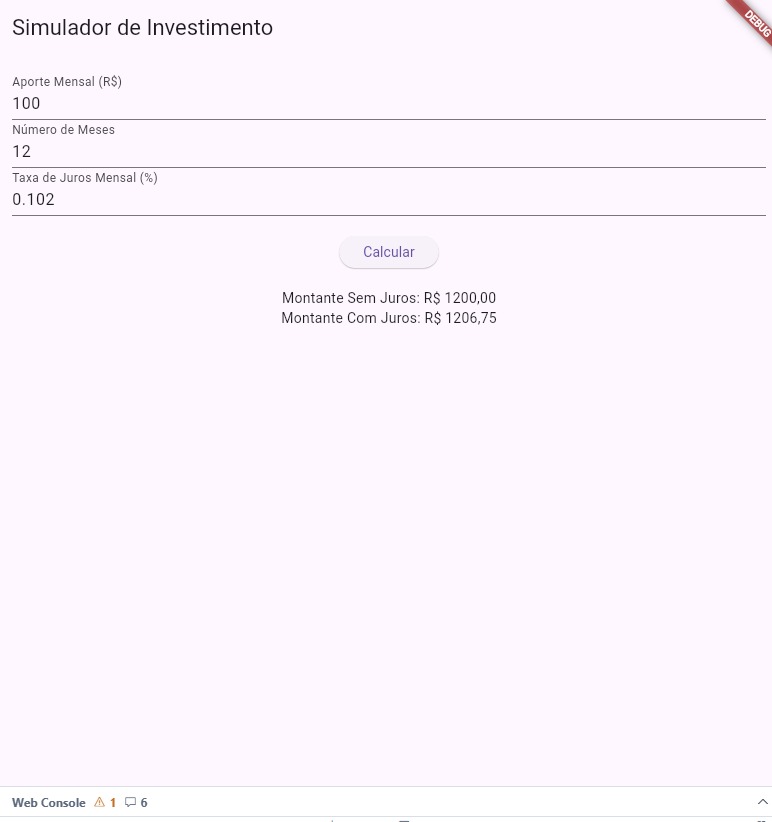 Simulador de Investimento
DEBUG
Aporte Mensal (R$)
100
Número de Meses
12
Taxa de Juros Mensal (%)
0.102
Calcular
Montante Sem Juros: R$ 1200,00
Montante Com Juros: R$ 1206,75
Web Console 1 6